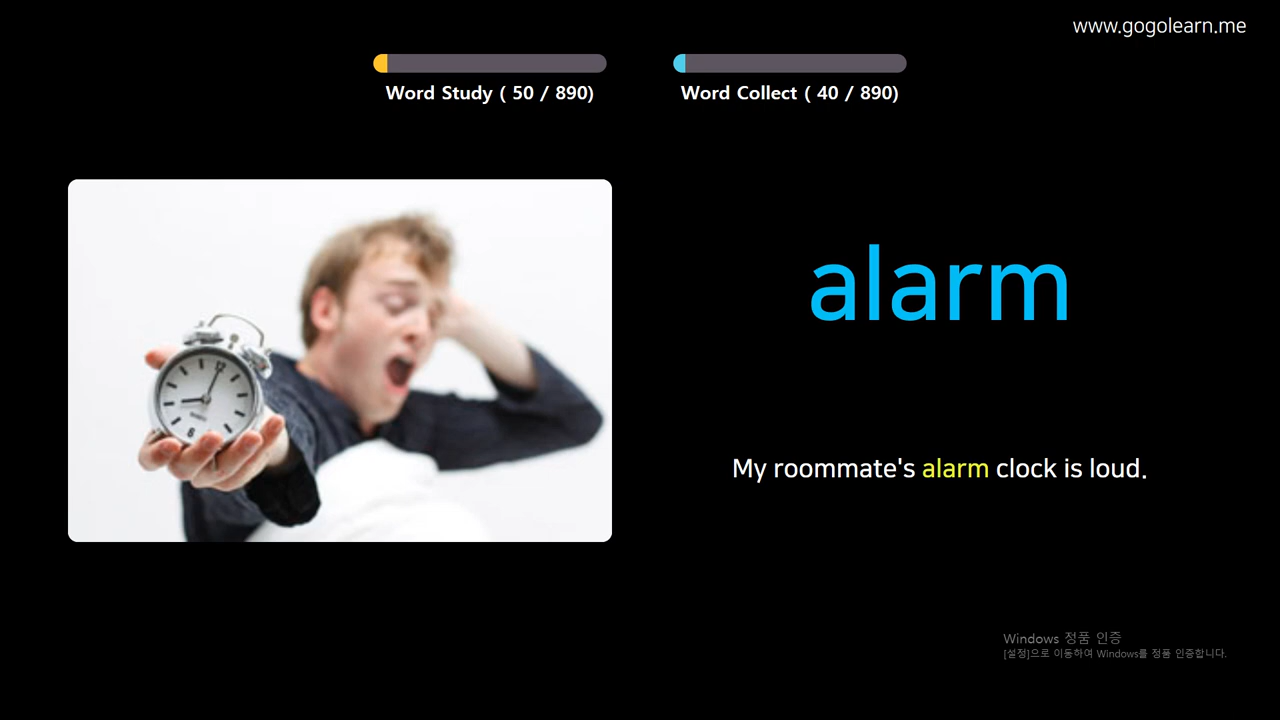 www.gogolearn.me
Word Study ( 50 / 890)
Word Collect ( 40 / 890)
12
6
alarm
My roommate's alarm clock is loud.
Windows 정품 인증
[설정]으로 이동하여 Windows를 정품 인증합니다.